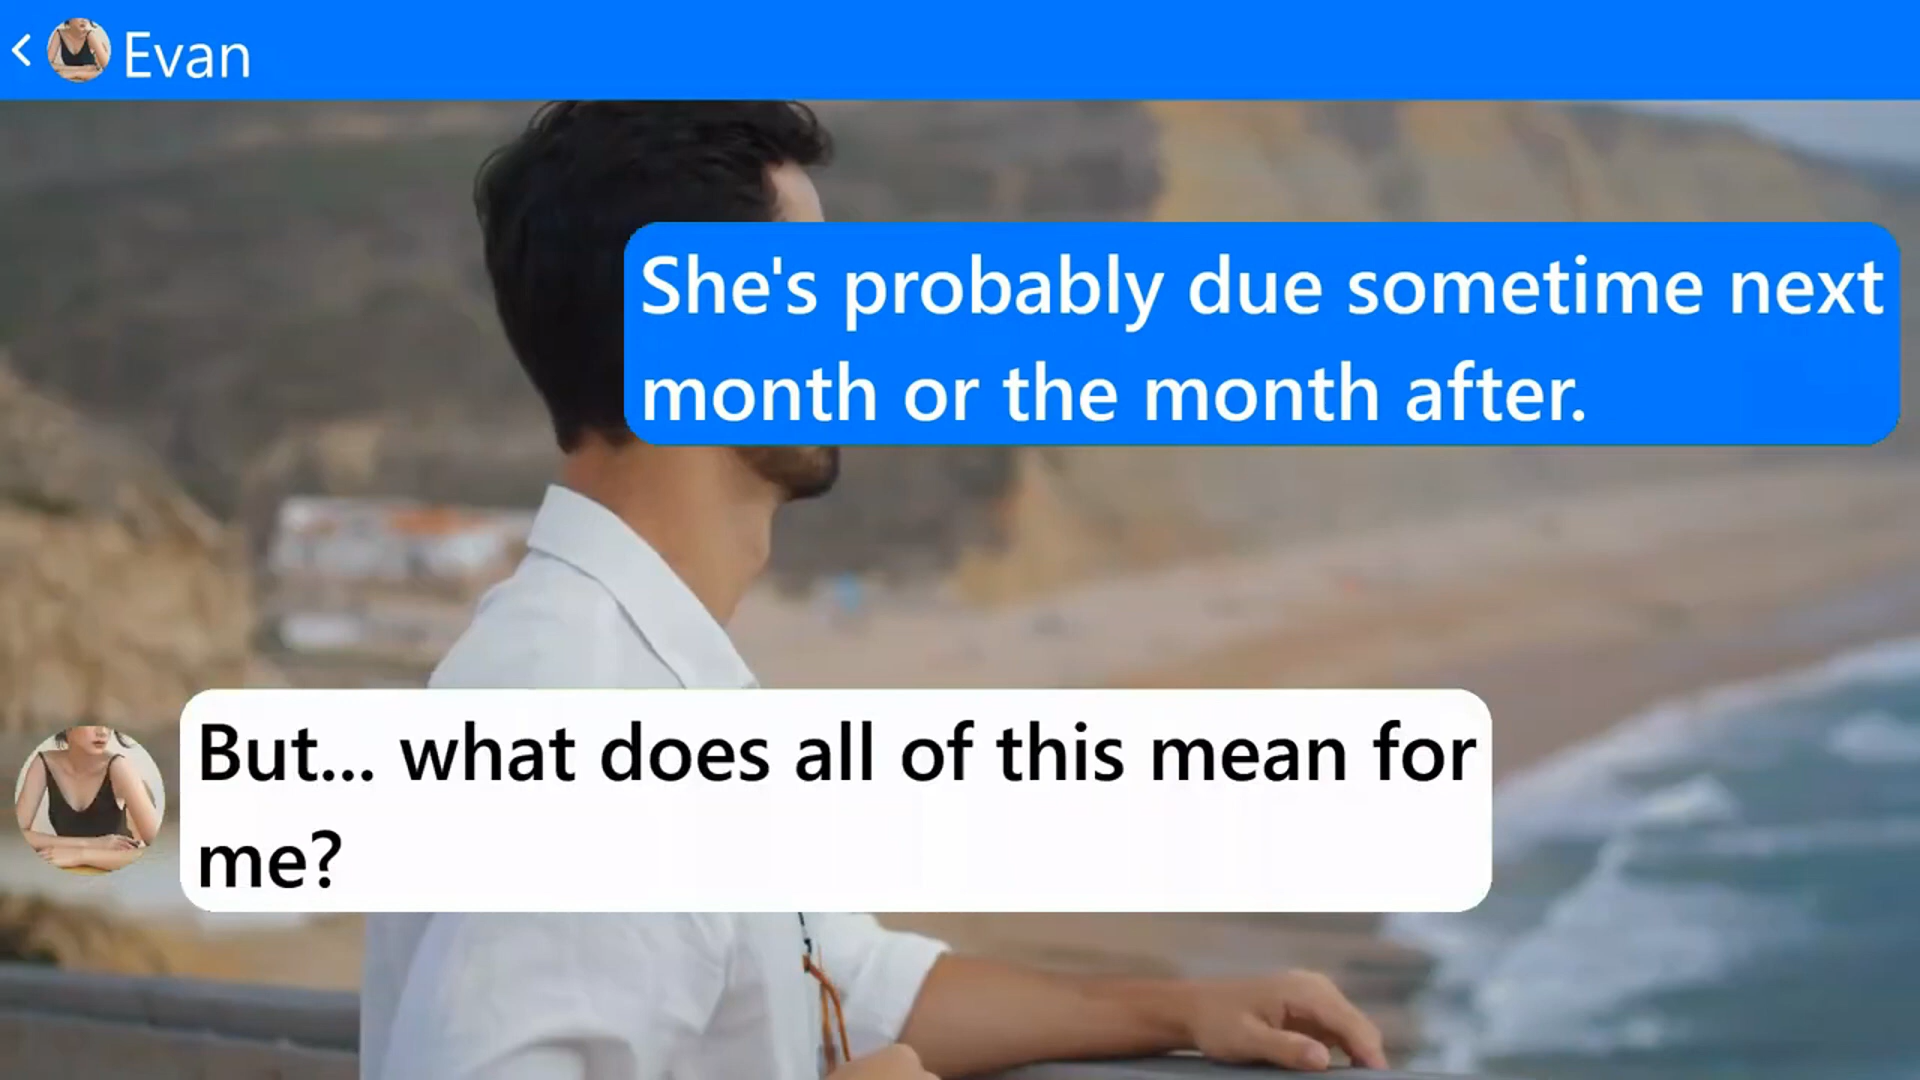 Evan
She's probably due sometime next
month or the month after.
But... what does all of this mean for
me?